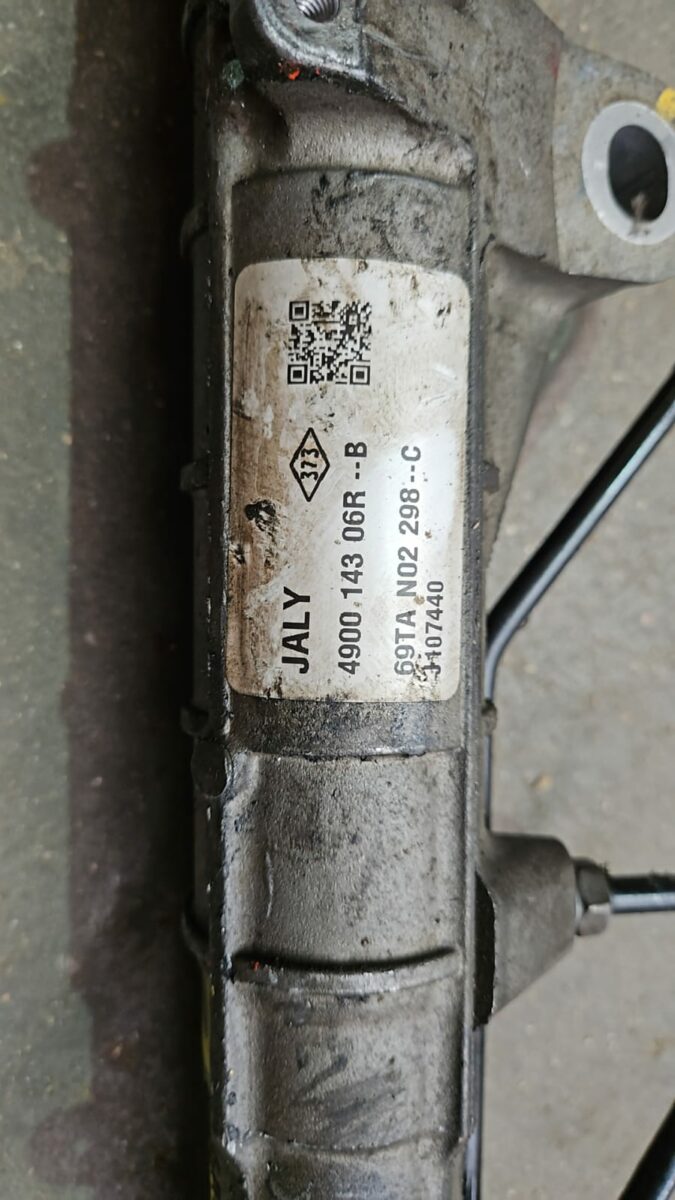 373
JALY
4900 143 06R --B
69TA N02 298--C
J107440